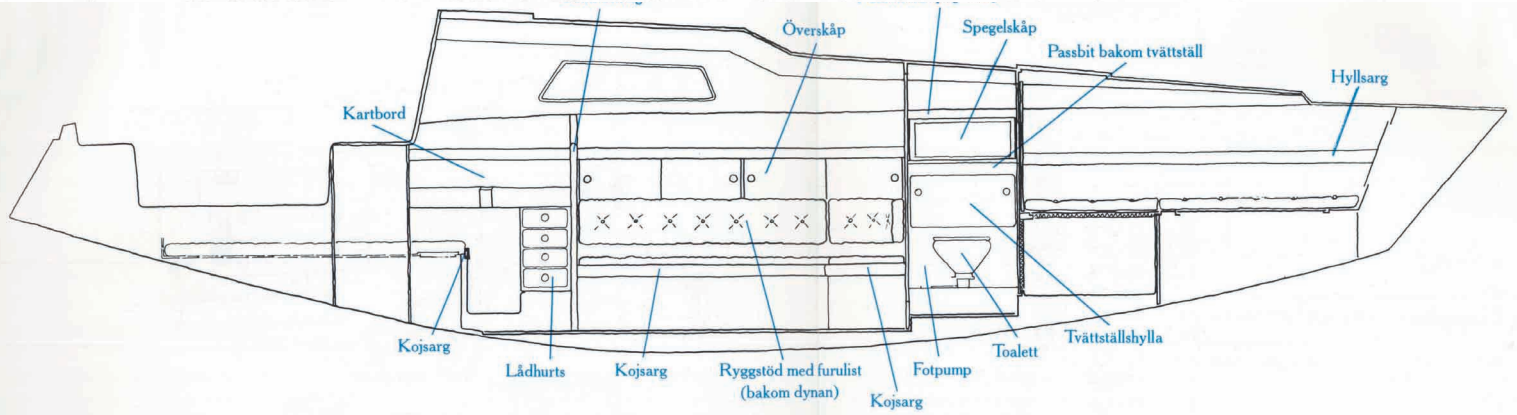 Överskåp
Spegelskåp
Passbit bakom tvättställ
Hyllsarg
Kartbord
Kojsarg
Lådhurts
Kojsarg
Ryggstöd med furulist
(bakom dynan)
Kojsarg
Fotpump
Toalett
Tvättställshylla